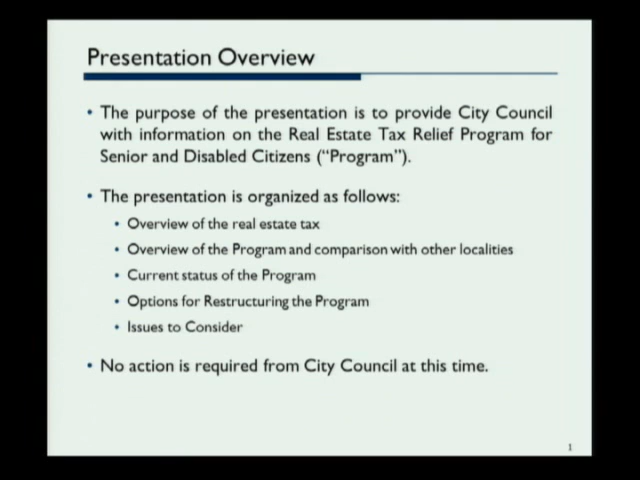 Presentation Overview
• The purpose of the presentation is to provide City Council
with information on the Real Estate Tax Relief Program for
Senior and Disabled Citizens (“Program”).
• The presentation is organized as follows:
• Overview of the real estate tax
• Overview of the Program and comparison with other localities
• Current status of the Program
• Options for Restructuring the Program
• Issues to Consider
• No action is required from City Council at this time.
1